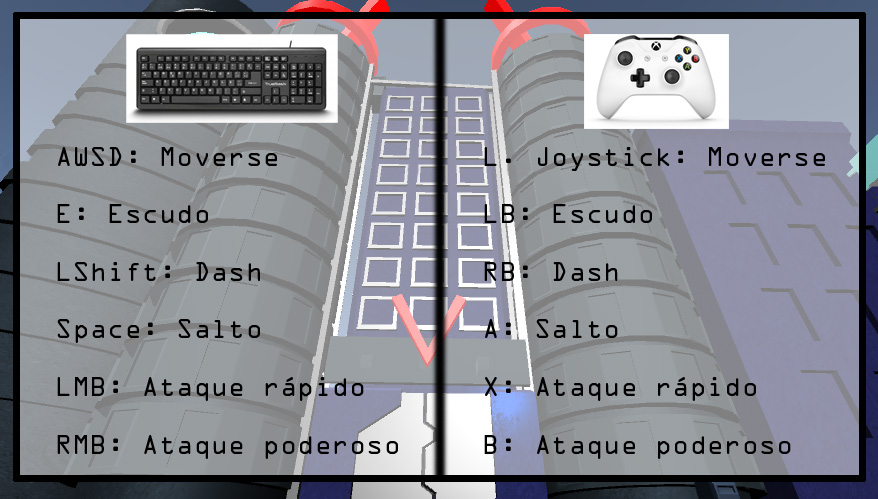 AWSD: Moverse
E: Escudo
LShift: Dash
Space: Salto
LMB: Ataque rápido
RMB: Ataque poderoso
L. Joystick: Moverse
LB: Escudo
RB: Dash
A: Salto
X: Ataque rápido
B: Ataque poderoso